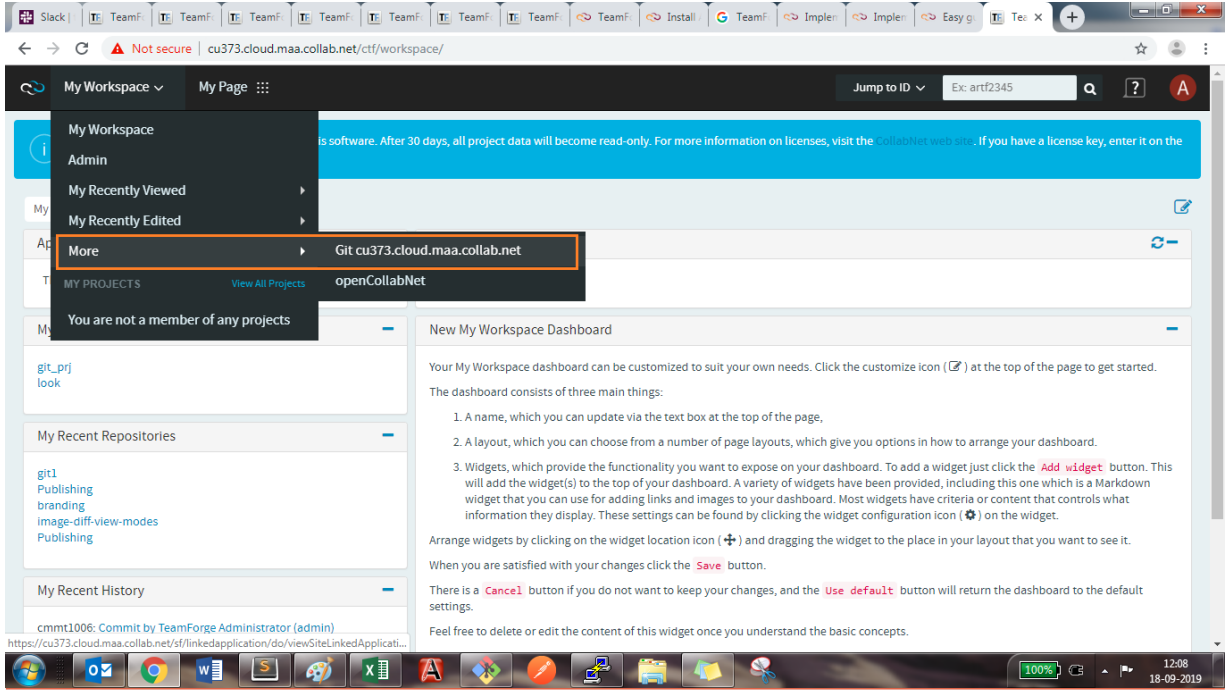 Slack |
TeamFo
TeamFo
TeamFo
TeamFo
TeamFo
TeamFo
TeamFo
TeamFo
Install
TeamF
Implem
Implem
Easy g
Tea
Not secure | cu373.cloud.maa.collab.net/ctf/workspace/
My Workspace
My Page
Jump to ID
Ex: artf2345
?
A
My Workspace
Admin
My Recently Viewed
My Recently Edited
More
Git cu373.cloud.maa.collab.net
openCollabNet
MY PROJECTS View All Projects
You are not a member of any projects
is software. After 30 days, all project data will become read-only. For more information on licenses, visit the CollabNet web site. If you have a license key, enter it on the
My
Ap
T
My
git_prj
look
My Recent Repositories
git1
Publishing
branding
image-diff-view-modes
Publishing
My Recent History
cmmt1006: Commit by TeamForge Administrator (admin)
New My Workspace Dashboard
Your My Workspace dashboard can be customized to suit your own needs. Click the customize icon ( ) at the top of the page to get started.
The dashboard consists of three main things:
1. A name, which you can update via the text box at the top of the page,
2. A layout, which you can choose from a number of page layouts, which give you options in how to arrange your dashboard.
3. Widgets, which provide the functionality you want to expose on your dashboard. To add a widget just click the Add widget button. This
will add the widget(s) to the top of your dashboard. A variety of widgets have been provided, including this one which is a Markdown
widget that you can use for adding links and images to your dashboard. Most widgets have criteria or content that controls what
information they display. These settings can be found by clicking the widget configuration icon ( ) on the widget.
Arrange widgets by clicking on the widget location icon ( ) and dragging the widget to the place in your layout that you want to see it.
When you are satisfied with your changes click the Save button.
There is a Cancel button if you do not want to keep your changes, and the Use default button will return the dashboard to the default
settings.
Feel free to delete or edit the content of this widget once you understand the basic concepts.
https://cu373.cloud.maa.collab.net/sf/linkedapplication/do/viewSiteLinkedApplicati...
100%
12:08
18-09-2019